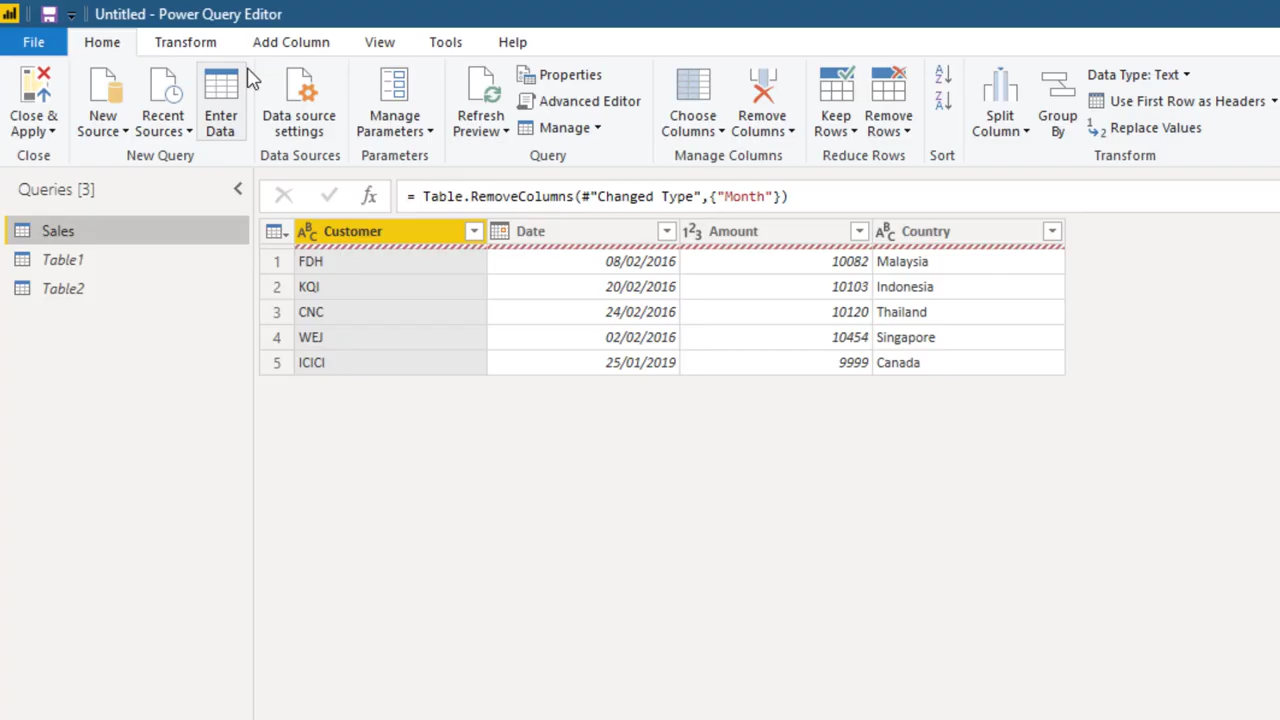 Untitled - Power Query Editor
File Home Transform Add Column View Tools Help
Close & Apply
New Source
Recent Sources
Enter Data
Data source settings
Manage Parameters
Refresh Preview
Properties
Advanced Editor
Manage
Choose Columns
Remove Columns
Keep Rows
Remove Rows
Split Column
Group By
Data Type: Text
Use First Row as Headers
Replace Values
Close New Query Data Sources Parameters Query Manage Columns Reduce Rows Sort Transform
Queries [3]
fx = Table.RemoveColumns(#"Changed Type",{"Month"})
Sales
Table1
Table2
ABC Customer Date 123 Amount ABC Country
1 FDH 08/02/2016 10082 Malaysia
2 KQI 20/02/2016 10103 Indonesia
3 CNC 24/02/2016 10120 Thailand
4 WEJ 02/02/2016 10454 Singapore
5 ICICI 25/01/2019 9999 Canada